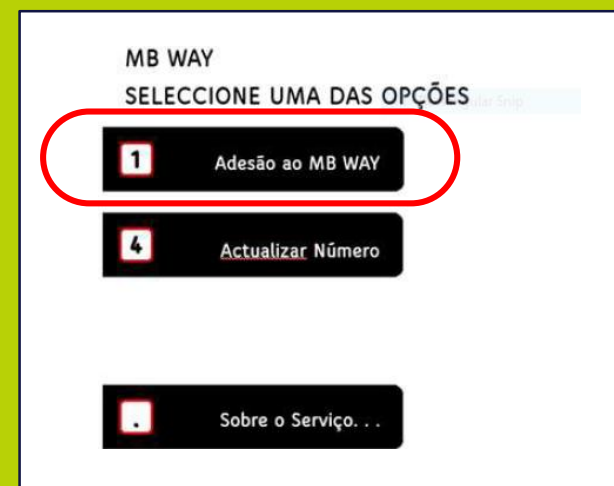 MB WAY
SELECCIONE UMA DAS OPÇÕES
1 Adesão ao MB WAY
4 Actualizar Número
. Sobre o Serviço. . .